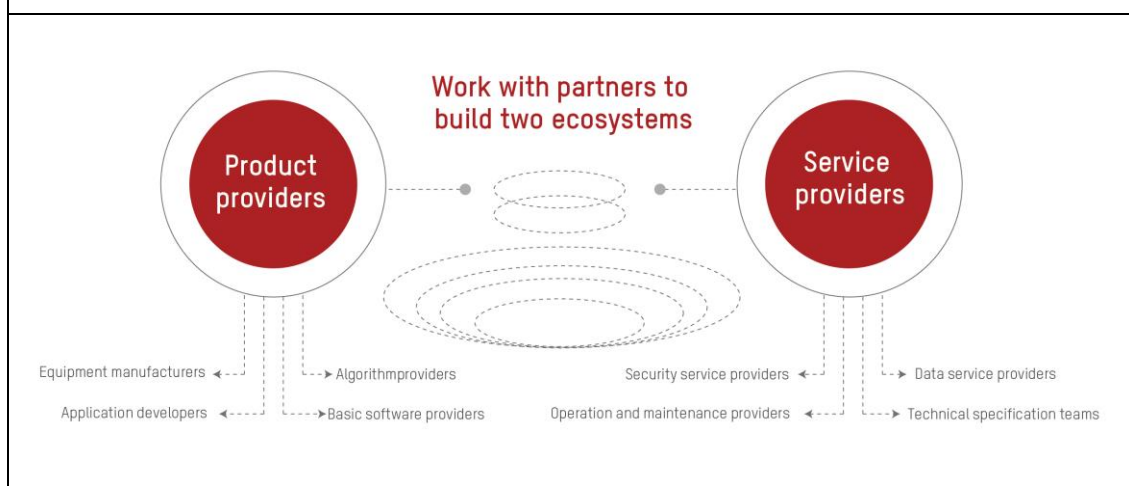 Work with partners to
build two ecosystems
Product
providers
Service
providers
Equipment manufacturers
Algorithmproviders
Application developers
Basic software providers
Security service providers
Data service providers
Operation and maintenance providers
Technical specification teams